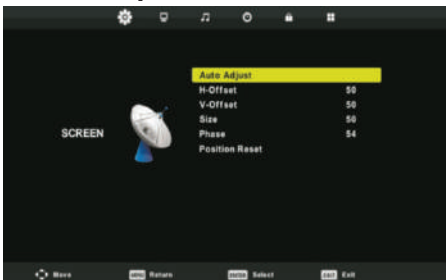 Auto Adjust
H-Offset 50
V-Offset 50
Size 50
SCREEN
Phase 54
Position Reset
Move MENU Return ENTER Select EXIT Exit